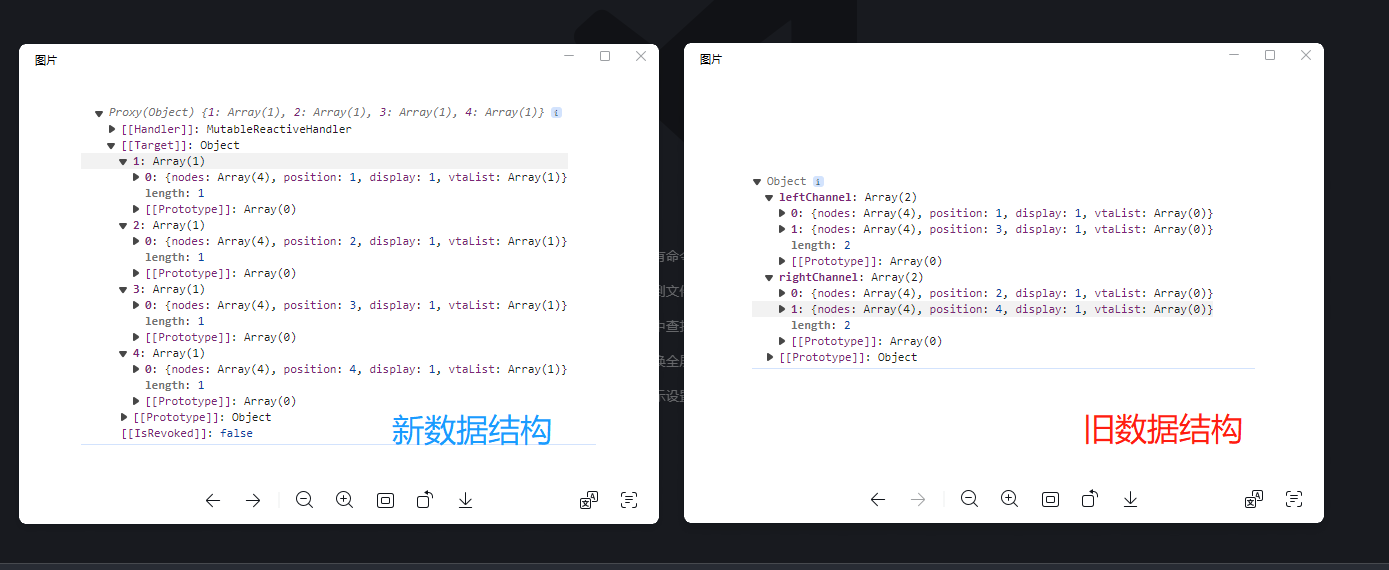 图片
Proxy(Object) {1: Array(1), 2: Array(1), 3: Array(1), 4: Array(1)} i
[[Handler]]: MutableReactiveHandler
[[Target]]: Object
1: Array(1)
0: {nodes: Array(4), position: 1, display: 1, vtaList: Array(1)}
length: 1
[[Prototype]]: Array(0)
2: Array(1)
0: {nodes: Array(4), position: 2, display: 1, vtaList: Array(1)}
length: 1
[[Prototype]]: Array(0)
3: Array(1)
0: {nodes: Array(4), position: 3, display: 1, vtaList: Array(1)}
length: 1
[[Prototype]]: Array(0)
4: Array(1)
0: {nodes: Array(4), position: 4, display: 1, vtaList: Array(1)}
length: 1
[[Prototype]]: Array(0)
[[Prototype]]: Object
[[IsRevoked]]: false
新数据结构
图片
Object i
leftChannel: Array(2)
0: {nodes: Array(4), position: 1, display: 1, vtaList: Array(0)}
1: {nodes: Array(4), position: 3, display: 1, vtaList: Array(0)}
length: 2
[[Prototype]]: Array(0)
rightChannel: Array(2)
0: {nodes: Array(4), position: 2, display: 1, vtaList: Array(0)}
1: {nodes: Array(4), position: 4, display: 1, vtaList: Array(0)}
length: 2
[[Prototype]]: Array(0)
[[Prototype]]: Object
旧数据结构